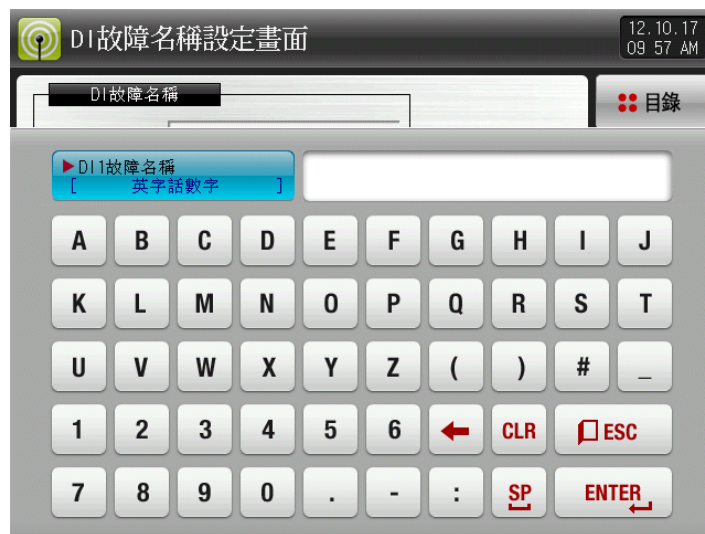 DI故障名稱設定畫面
12.10.17
09 57 AM
DI故障名稱
目錄
▶DI1故障名稱
[ 英字話數字 ]
A B C D E F G H I J
K L M N O P Q R S T
U V W X Y Z ( ) # _
1 2 3 4 5 6 ← CLR ESC
7 8 9 0 . - : SP ENTER